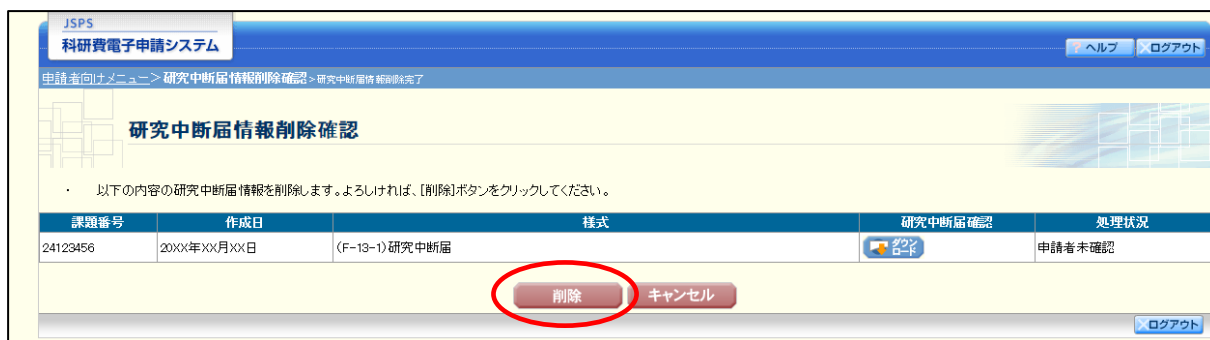 JSPS
科研費電子申請システム
ヘルプ ログアウト
申請者向けメニュー>研究中断届情報削除確認>研究中断届情報削除完了
研究中断届情報削除確認
・ 以下の内容の研究中断届情報を削除します。よろしければ、[削除]ボタンをクリックしてください。
課題番号 作成日 様式 研究中断届確認 処理状況
24123456 20XX年XX月XX日 (F-13-1)研究中断届 ダウンロード 申請者未確認
削除 キャンセル
ログアウト